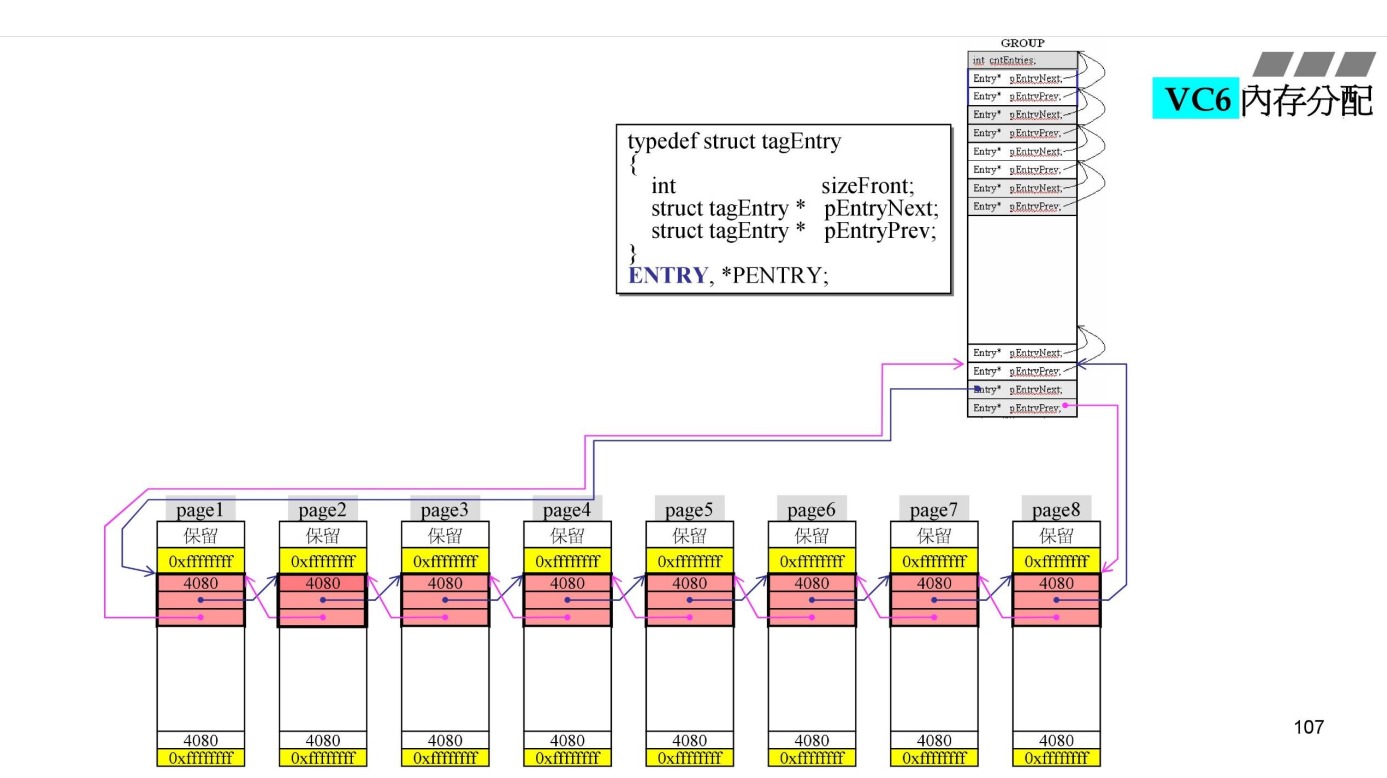 GROUP
int cntEntries;
Entry* pEntryNext;
Entry* pEntryPrev;
Entry* pEntryNext;
Entry* pEntryPrev;
Entry* pEntryNext;
Entry* pEntryPrev;
Entry* pEntryNext;
Entry* pEntryPrev;
VC6 內存分配
typedef struct tagEntry
{
int sizeFront;
struct tagEntry * pEntryNext;
struct tagEntry * pEntryPrev;
}
ENTRY, *PENTRY;
Entry* pEntryNext;
Entry* pEntryPrev;
Entry* pEntryNext;
Entry* pEntryPrev;
page1 page2 page3 page4 page5 page6 page7 page8
保留 保留 保留 保留 保留 保留 保留 保留
0xffffffff 0xffffffff 0xffffffff 0xffffffff 0xffffffff 0xffffffff 0xffffffff 0xffffffff
4080 4080 4080 4080 4080 4080 4080 4080
4080 4080 4080 4080 4080 4080 4080 4080
0xffffffff 0xffffffff 0xffffffff 0xffffffff 0xffffffff 0xffffffff 0xffffffff 0xffffffff
107